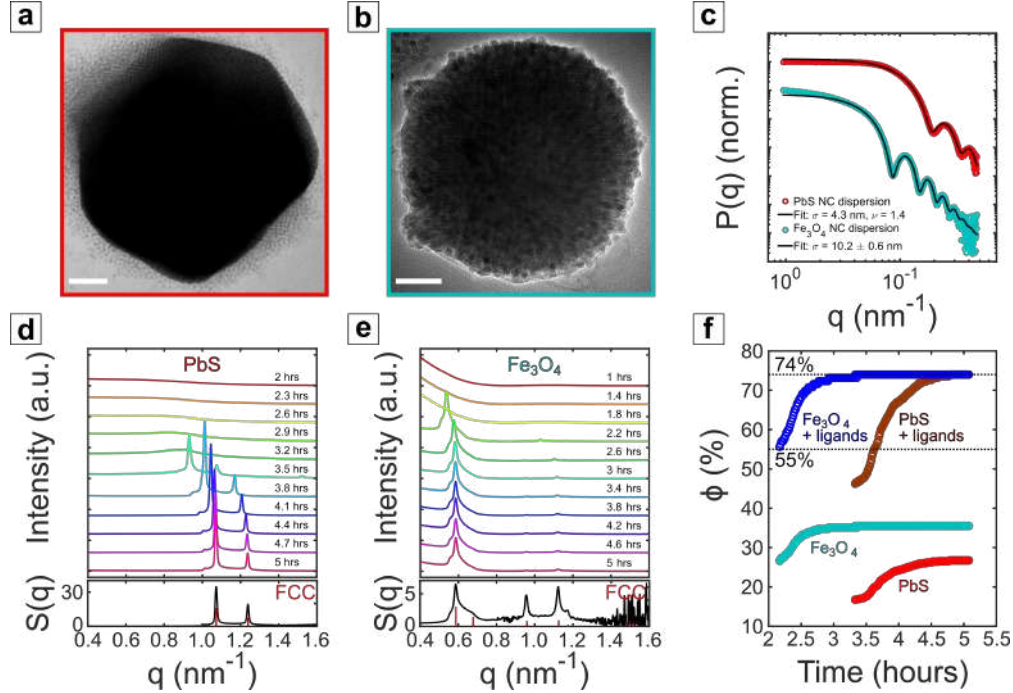 a
b
c
P(q) (norm.)
PbS NC dispersion
Fit: σ = 4.3 nm, ν = 1.4
Fe₃O₄ NC dispersion
Fit: σ = 10.2 ± 0.6 nm
10⁰
10⁻¹
q (nm⁻¹)
d
PbS
Intensity (a.u.)
2 hrs
2.3 hrs
2.6 hrs
2.9 hrs
3.2 hrs
3.5 hrs
3.8 hrs
4.1 hrs
4.4 hrs
4.7 hrs
5 hrs
S(q)
30
0
FCC
0.4 0.6 0.8 1.0 1.2 1.4 1.6
q (nm⁻¹)
e
Fe₃O₄
Intensity (a.u.)
1 hrs
1.4 hrs
1.8 hrs
2.2 hrs
2.6 hrs
3 hrs
3.4 hrs
3.8 hrs
4.2 hrs
4.6 hrs
5 hrs
S(q)
5
0
FCC
0.4 0.6 0.8 1.0 1.2 1.4 1.6
q (nm⁻¹)
f
ϕ (%)
80
70
60
50
40
30
20
10
74%
Fe₃O₄
+ ligands
PbS
+ ligands
55%
Fe₃O₄
PbS
2 2.5 3 3.5 4 4.5 5 5.5
Time (hours)